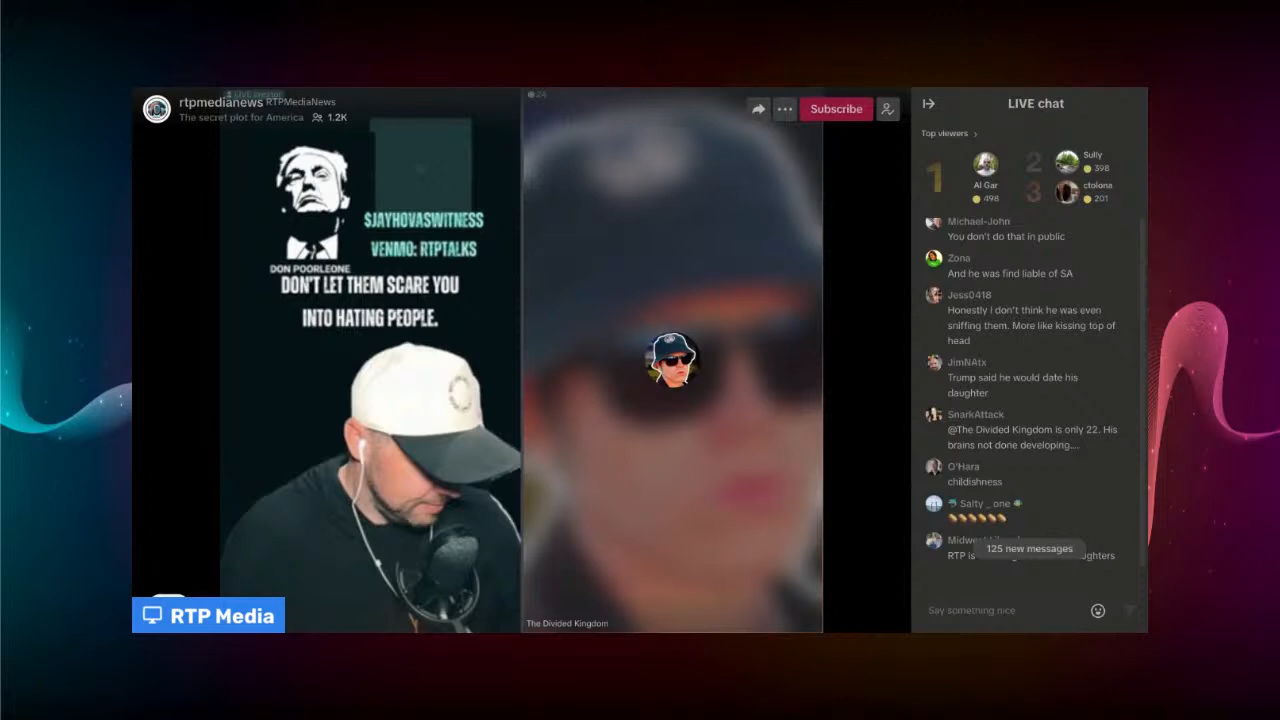 LIVE
rtpmedianews RTPMediaNews
The secret plot for America 1.2K
24
Subscribe
$JAYHOVASWITNESS
VENMO: RTPTALKS
DON POORLEONE
DON'T LET THEM SCARE YOU
INTO HATING PEOPLE.
The Divided Kingdom
RTP Media
LIVE chat
Top viewers
1
Al Gar
498
2
Sully
398
3
ctolona
201
Michael-John
You don't do that in public
Zona
And he was find liable of SA
Jess0418
Honestly I don't think he was even
sniffing them. More like kissing top of
head
JimNAtx
Trump said he would date his
daughter
SnarkAttack
@The Divided Kingdom is only 22. His
brains not done developing....
O'Hara
childishness
Salty _ one
Midwe
125 new messages
RTP is
ughters
Say something nice